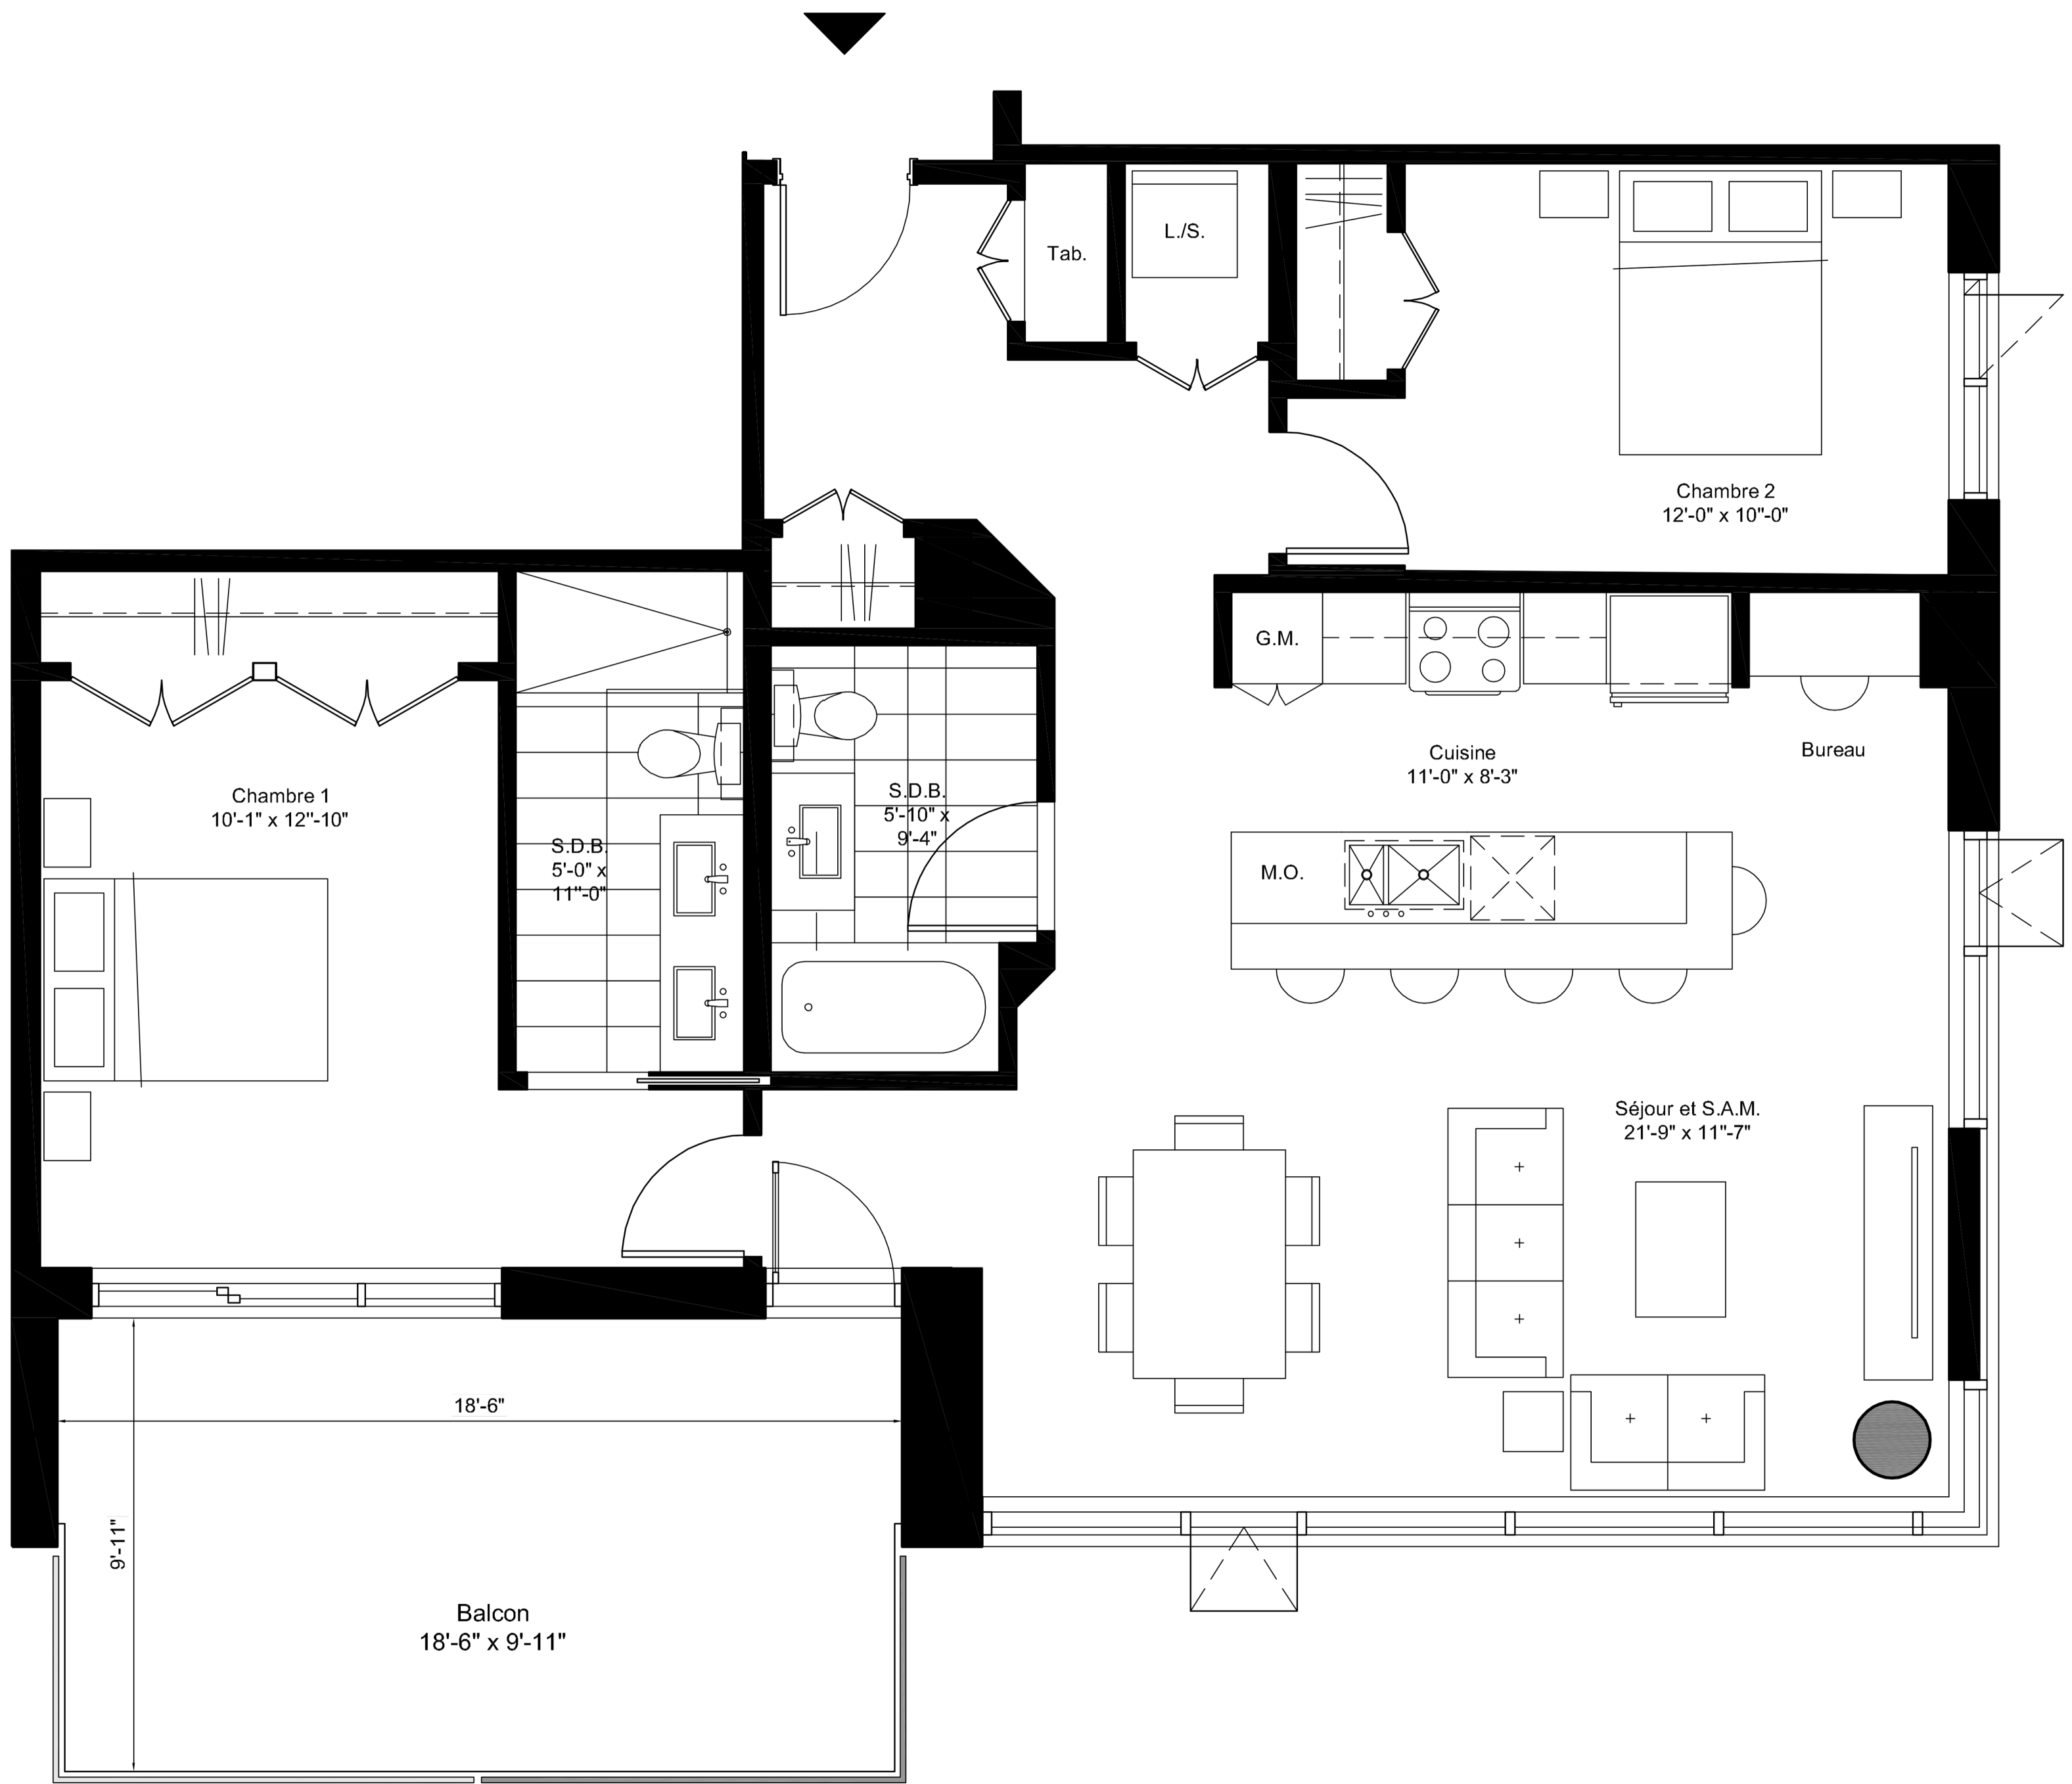 Tab.
L./S.
Chambre 2
12'-0" x 10"-0"
G.M.
Cuisine
11'-0" x 8'-3"
Bureau
Chambre 1
10'-1" x 12"-10"
S.D.B.
5'-0" x
11"-0"
S.D.B.
5'-10" x
9'-4"
M.O.
Séjour et S.A.M.
21'-9" x 11"-7"
18'-6"
9'-11"
Balcon
18'-6" x 9'-11"